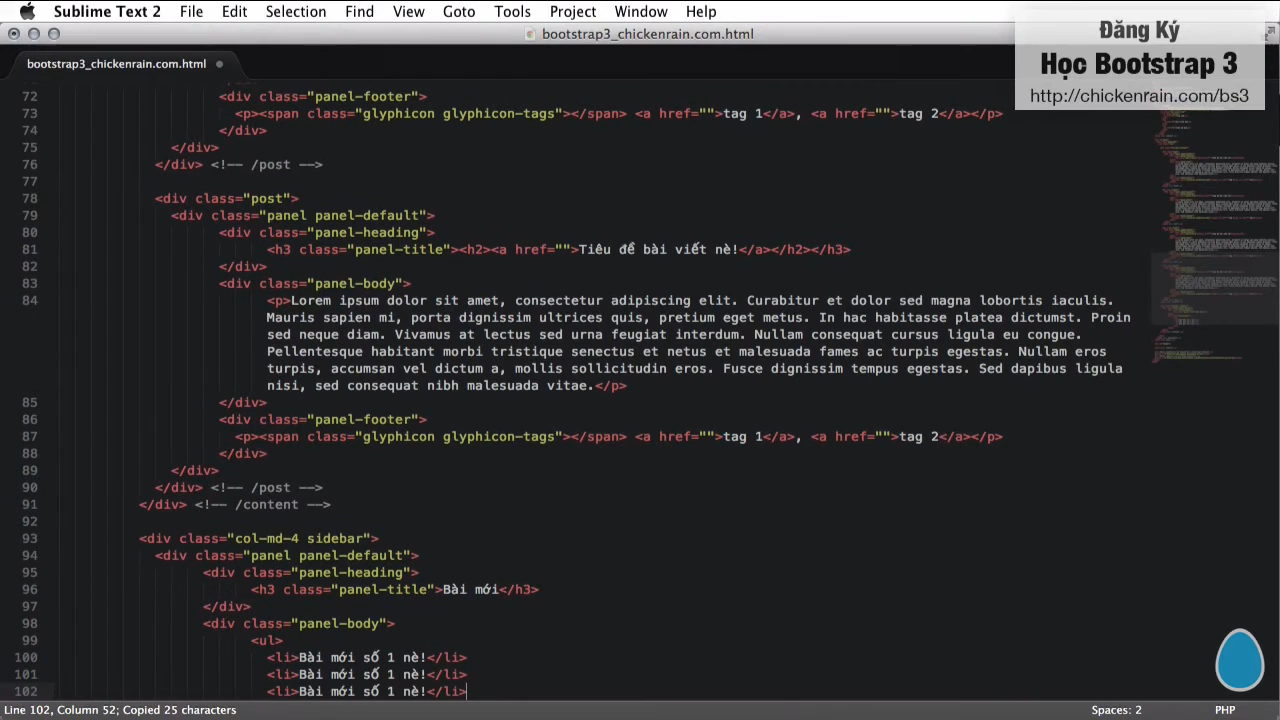 Sublime Text 2 File Edit Selection Find View Goto Tools Project Window Help
bootstrap3_chickenrain.com.html
Đăng Ký
Học Bootstrap 3
http://chickenrain.com/bs3
bootstrap3_chickenrain.com.html
72 <div class="panel-footer">
73 <p><span class="glyphicon glyphicon-tags"></span> <a href="">tag 1</a>, <a href="">tag 2</a></p>
74 </div>
75 </div>
76 </div> <!-- /post -->
77
78 <div class="post">
79 <div class="panel panel-default">
80 <div class="panel-heading">
81 <h3 class="panel-title"><h2><a href="">Tiêu đề bài viết nè!</a></h2></h3>
82 </div>
83 <div class="panel-body">
84 <p>Lorem ipsum dolor sit amet, consectetur adipiscing elit. Curabitur et dolor sed magna lobortis iaculis.
Mauris sapien mi, porta dignissim ultrices quis, pretium eget metus. In hac habitasse platea dictumst. Proin
sed neque diam. Vivamus at lectus sed urna feugiat interdum. Nullam consequat cursus ligula eu congue.
Pellentesque habitant morbi tristique senectus et netus et malesuada fames ac turpis egestas. Nullam eros
turpis, accumsan vel dictum a, mollis sollicitudin eros. Fusce dignissim tempus egestas. Sed dapibus ligula
nisi, sed consequat nibh malesuada vitae.</p>
85 </div>
86 <div class="panel-footer">
87 <p><span class="glyphicon glyphicon-tags"></span> <a href="">tag 1</a>, <a href="">tag 2</a></p>
88 </div>
89 </div>
90 </div> <!-- /post -->
91 </div> <!-- /content -->
92
93 <div class="col-md-4 sidebar">
94 <div class="panel panel-default">
95 <div class="panel-heading">
96 <h3 class="panel-title">Bài mới</h3>
97 </div>
98 <div class="panel-body">
99 <ul>
100 <li>Bài mới số 1 nè!</li>
101 <li>Bài mới số 1 nè!</li>
102 <li>Bài mới số 1 nè!</li>
Line 102, Column 52; Copied 25 characters Spaces: 2 PHP